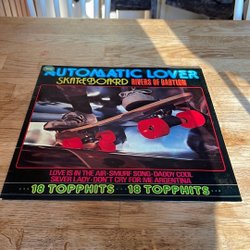 AUTOMATIC LOVER
SKATEBOARD RIVERS OF BABYLON
LOVE IS IN THE AIR-SMURF SONG-DADDY COOL
SILVER LADY-DON'T CRY FOR ME ARGENTINA
18 TOPPHITS 18 TOPPHITS